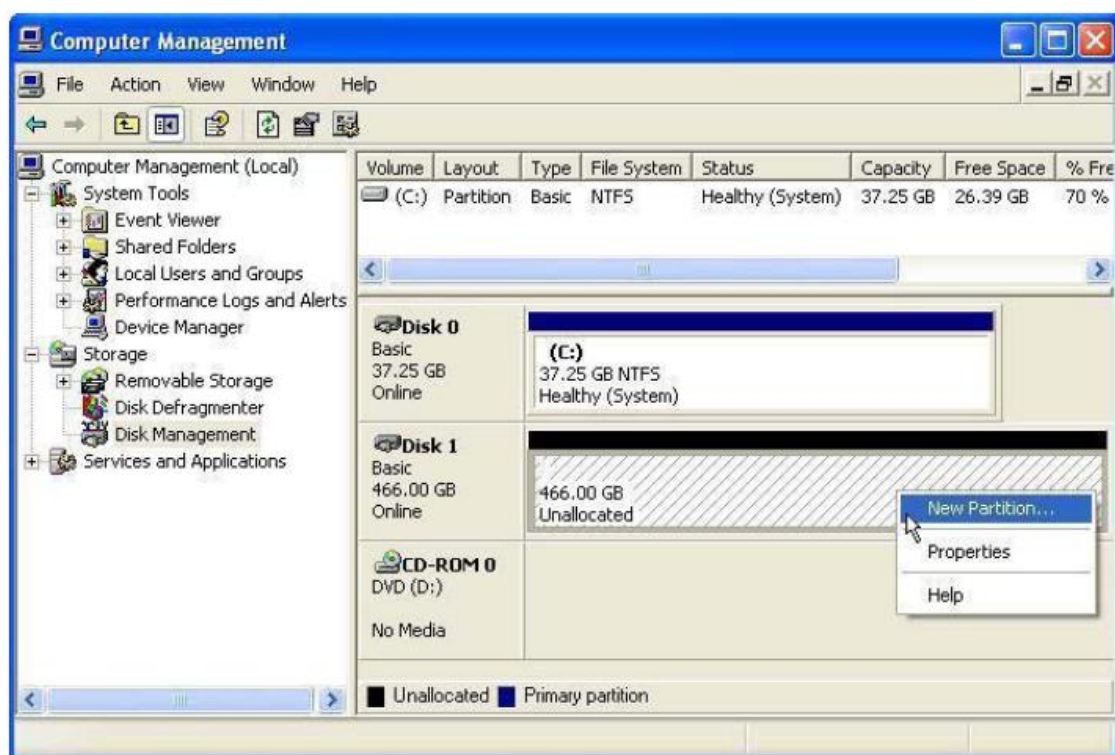 Computer Management
File Action View Window Help
Computer Management (Local)
System Tools
Event Viewer
Shared Folders
Local Users and Groups
Performance Logs and Alerts
Device Manager
Storage
Removable Storage
Disk Defragmenter
Disk Management
Services and Applications
Volume Layout Type File System Status Capacity Free Space % Fre
(C:) Partition Basic NTFS Healthy (System) 37.25 GB 26.39 GB 70 %
Disk 0
Basic
37.25 GB
Online
(C:)
37.25 GB NTFS
Healthy (System)
Disk 1
Basic
466.00 GB
Online
466.00 GB
Unallocated
New Partition...
Properties
Help
CD-ROM 0
DVD (D:)
No Media
Unallocated Primary partition